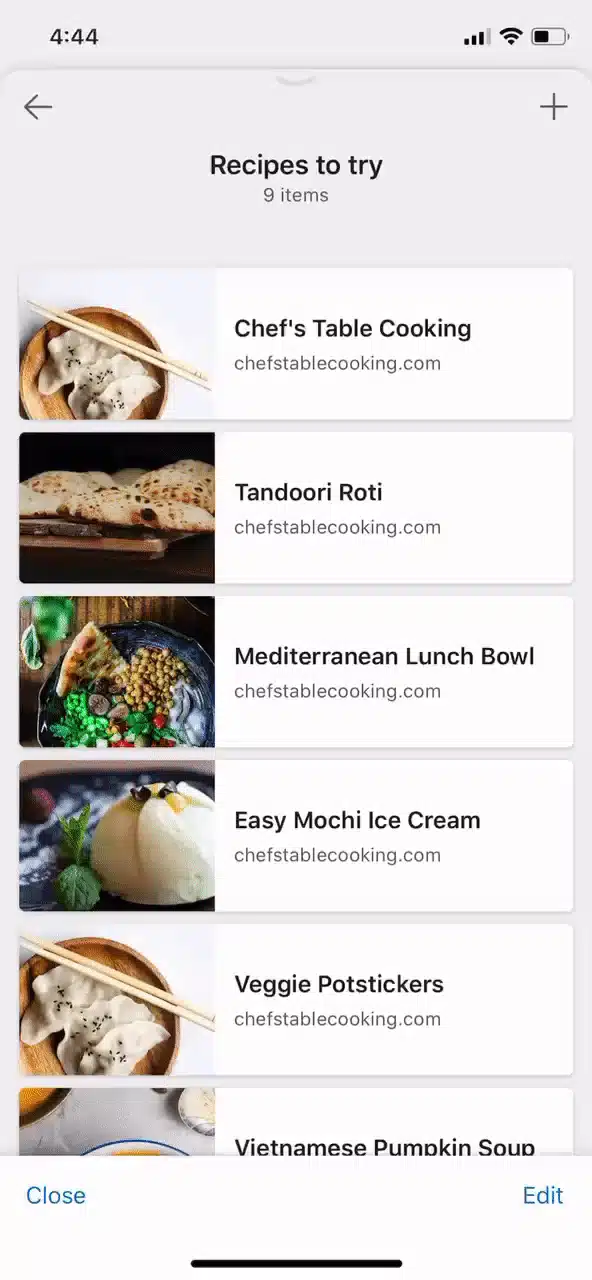 4:44
Recipes to try
9 items
Chef's Table Cooking
chefstablecooking.com
Tandoori Roti
chefstablecooking.com
Mediterranean Lunch Bowl
chefstablecooking.com
Easy Mochi Ice Cream
chefstablecooking.com
Veggie Potstickers
chefstablecooking.com
Vietnamese Pumpkin Soup
Close
Edit